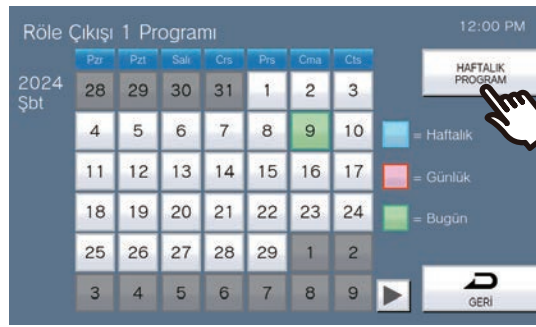 Röle Çıkışı 1 Programı
12:00 PM
Pzr Pzt Salı Crs Prs Cma Cts
HAFTALIK
PROGRAM
2024
Şbt
28 29 30 31 1 2 3
4 5 6 7 8 9 10
= Haftalık
11 12 13 14 15 16 17
= Günlük
18 19 20 21 22 23 24
= Bugün
25 26 27 28 29 1 2
3 4 5 6 7 8 9
GERİ